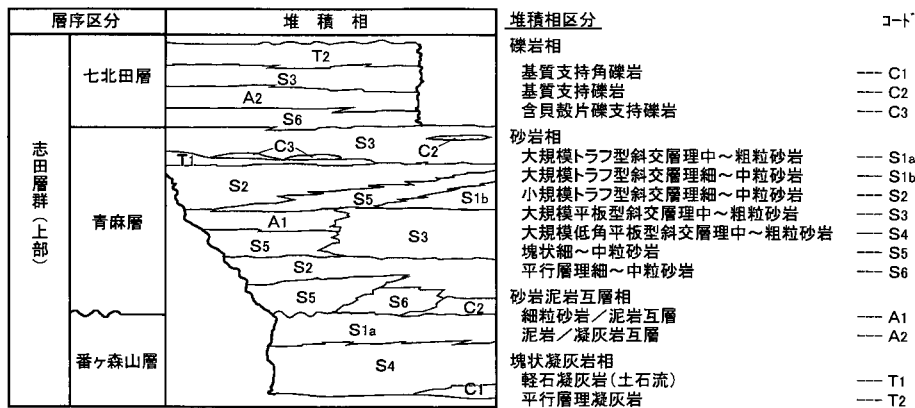 層序区分
堆積相
志田層群(上部)
七北田層
青麻層
番ヶ森山層
T2
S3
A2
S6
S3
C3
C2
T1
S2
S5
S1b
A1
S3
S5
S2
S5
S6
C2
S1a
S4
C1
堆積相区分 コード
礫岩相
基質支持角礫岩 --- C1
基質支持礫岩 --- C2
含貝殻片礫支持礫岩 --- C3
砂岩相
大規模トラフ型斜交層理中~粗粒砂岩 --- S1a
大規模トラフ型斜交層理細~中粒砂岩 --- S1b
小規模トラフ型斜交層理細~中粒砂岩 --- S2
大規模平板型斜交層理中~粗粒砂岩 --- S3
大規模低角平板型斜交層理中~粗粒砂岩 --- S4
塊状細~中粒砂岩 --- S5
平行層理細~中粒砂岩 --- S6
砂岩泥岩互層相
細粒砂岩/泥岩互層 --- A1
泥岩/凝灰岩互層 --- A2
塊状凝灰岩相
軽石凝灰岩(土石流) --- T1
平行層理凝灰岩 --- T2